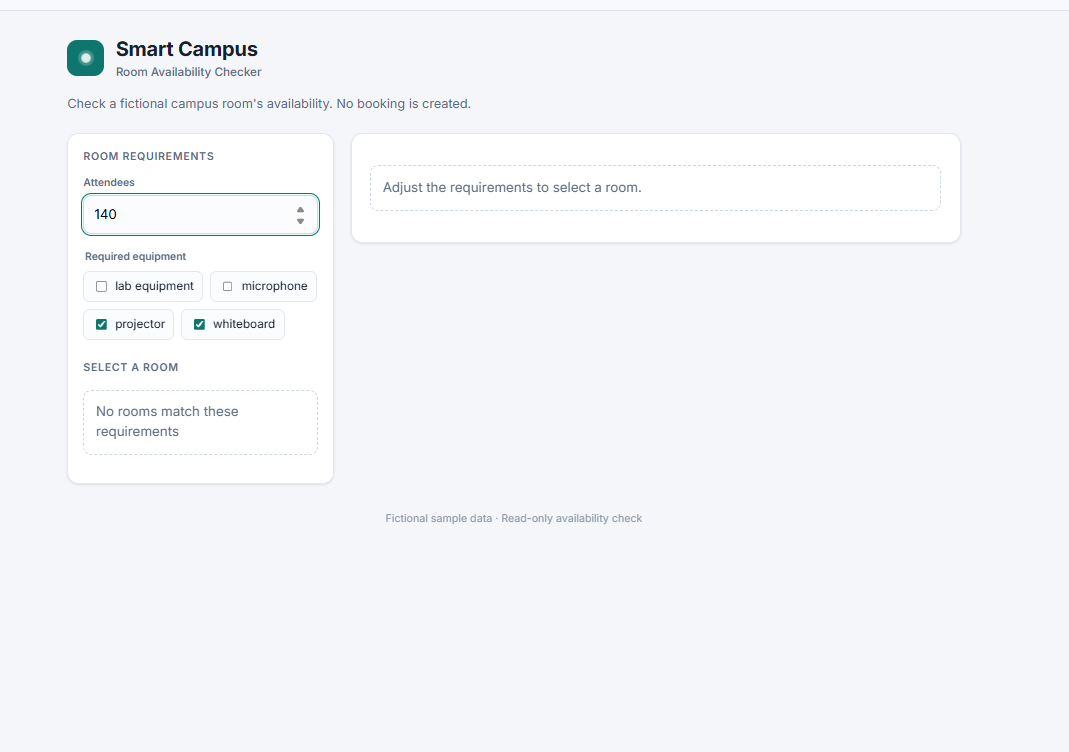 Smart Campus
Room Availability Checker
Check a fictional campus room's availability. No booking is created.
ROOM REQUIREMENTS
Attendees
140
Required equipment
lab equipment
microphone
projector
whiteboard
SELECT A ROOM
No rooms match these
requirements
Adjust the requirements to select a room.
Fictional sample data · Read-only availability check